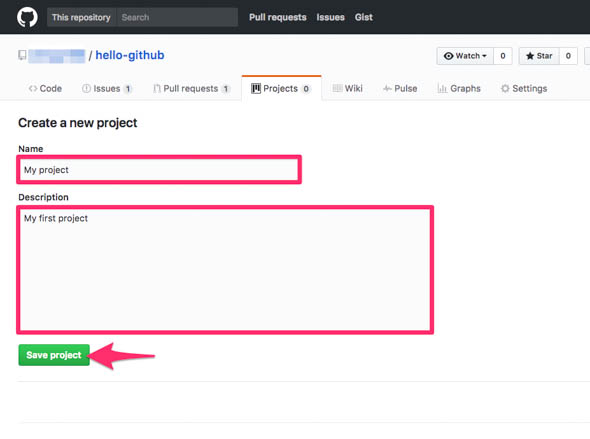 This repository Search Pull requests Issues Gist
/ hello-github Watch 0 Star 0
Code Issues 1 Pull requests 1 Projects 0 Wiki Pulse Graphs Settings
Create a new project
Name
My project
Description
My first project
Save project